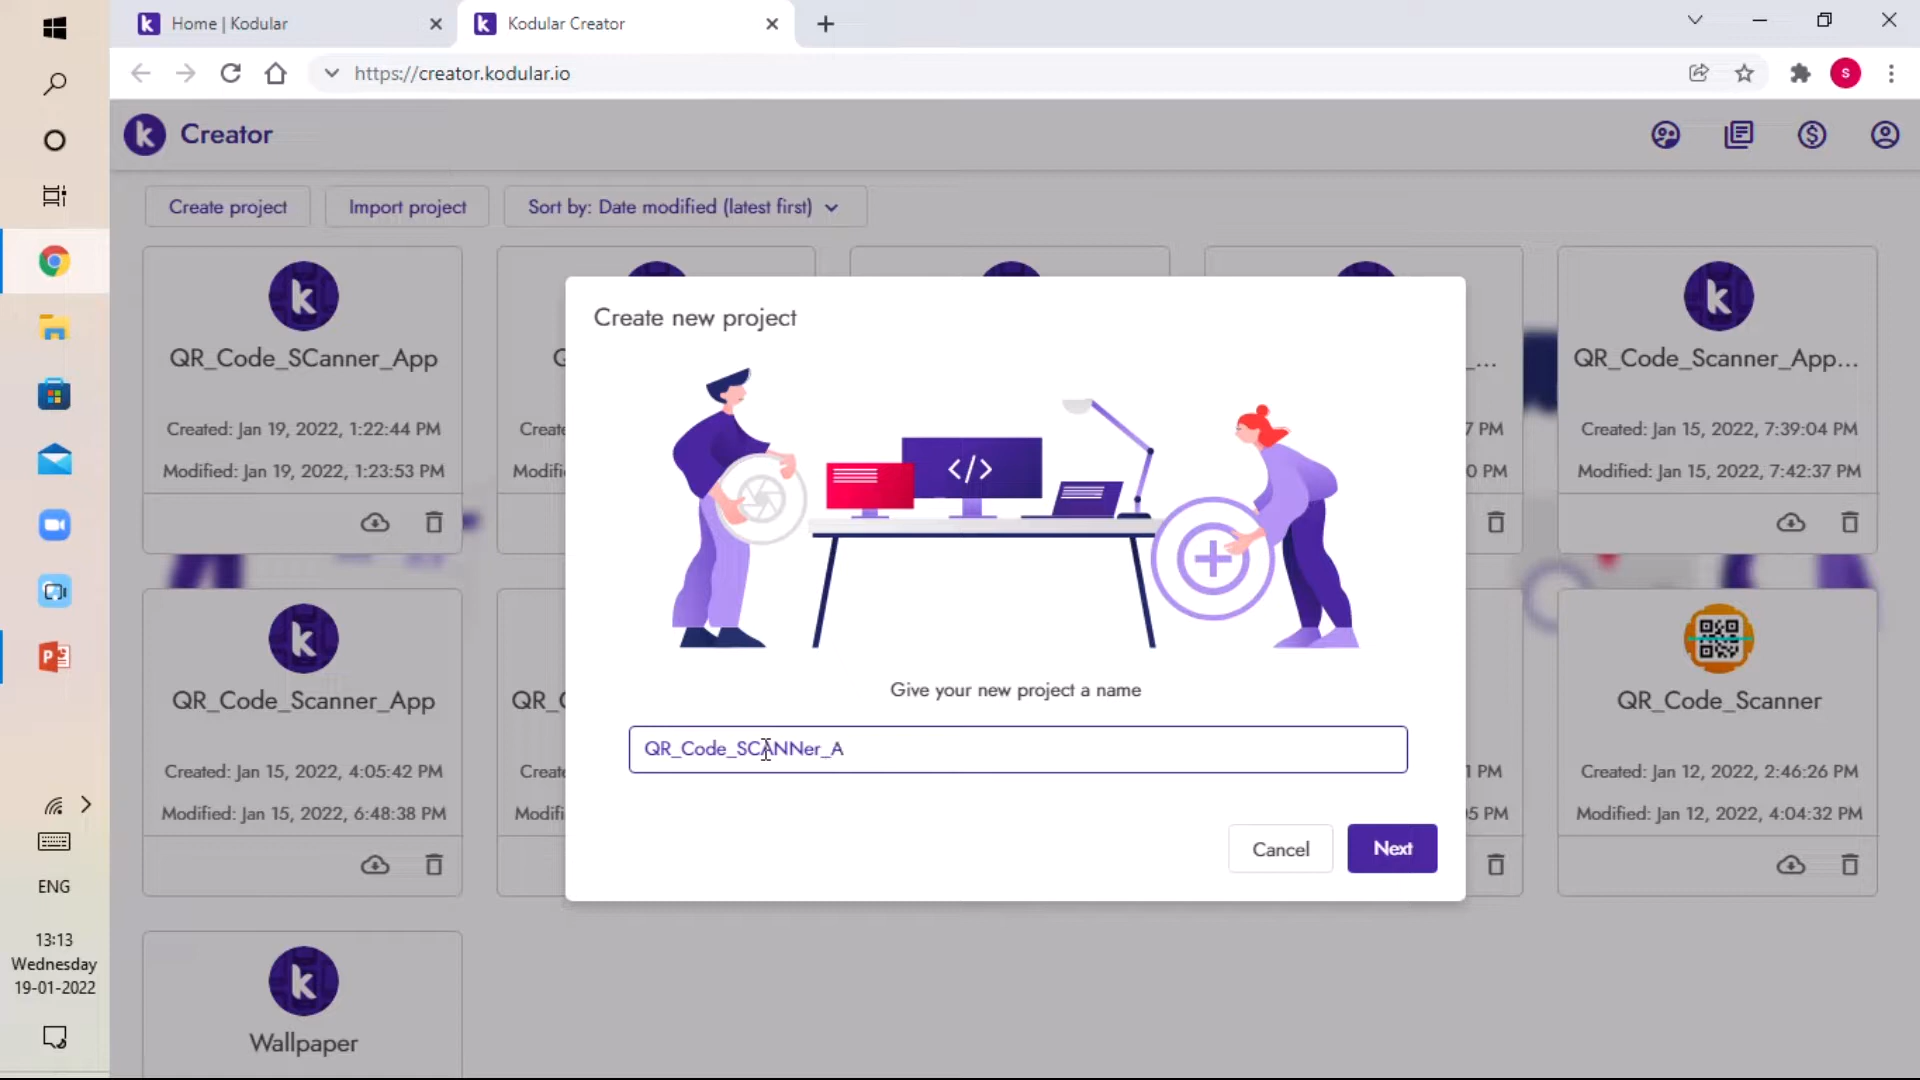 Home | Kodular
Kodular Creator
https://creator.kodular.io
S
k Creator
Create project
Import project
Sort by: Date modified (latest first)
QR_Code_SCanner_App
Created: Jan 19, 2022, 1:22:44 PM
Modified: Jan 19, 2022, 1:23:53 PM
QR_Code_Scanner_App...
Created: Jan 15, 2022, 7:39:04 PM
Modified: Jan 15, 2022, 7:42:37 PM
Create new project
</>
Give your new project a name
QR_Code_SCANNer_A
Cancel
Next
QR_Code_Scanner_App
Created: Jan 15, 2022, 4:05:42 PM
Modified: Jan 15, 2022, 6:48:38 PM
QR_Code_Scanner
Created: Jan 12, 2022, 2:46:26 PM
Modified: Jan 12, 2022, 4:04:32 PM
Wallpaper
ENG
13:13
Wednesday
19-01-2022